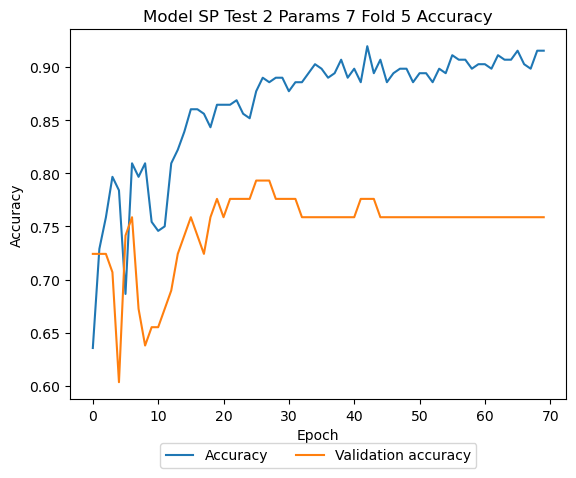 Model SP Test 2 Params 7 Fold 5 Accuracy
Accuracy
0.90
0.85
0.80
0.75
0.70
0.65
0.60
0 10 20 30 40 50 60 70
Epoch
Accuracy Validation accuracy